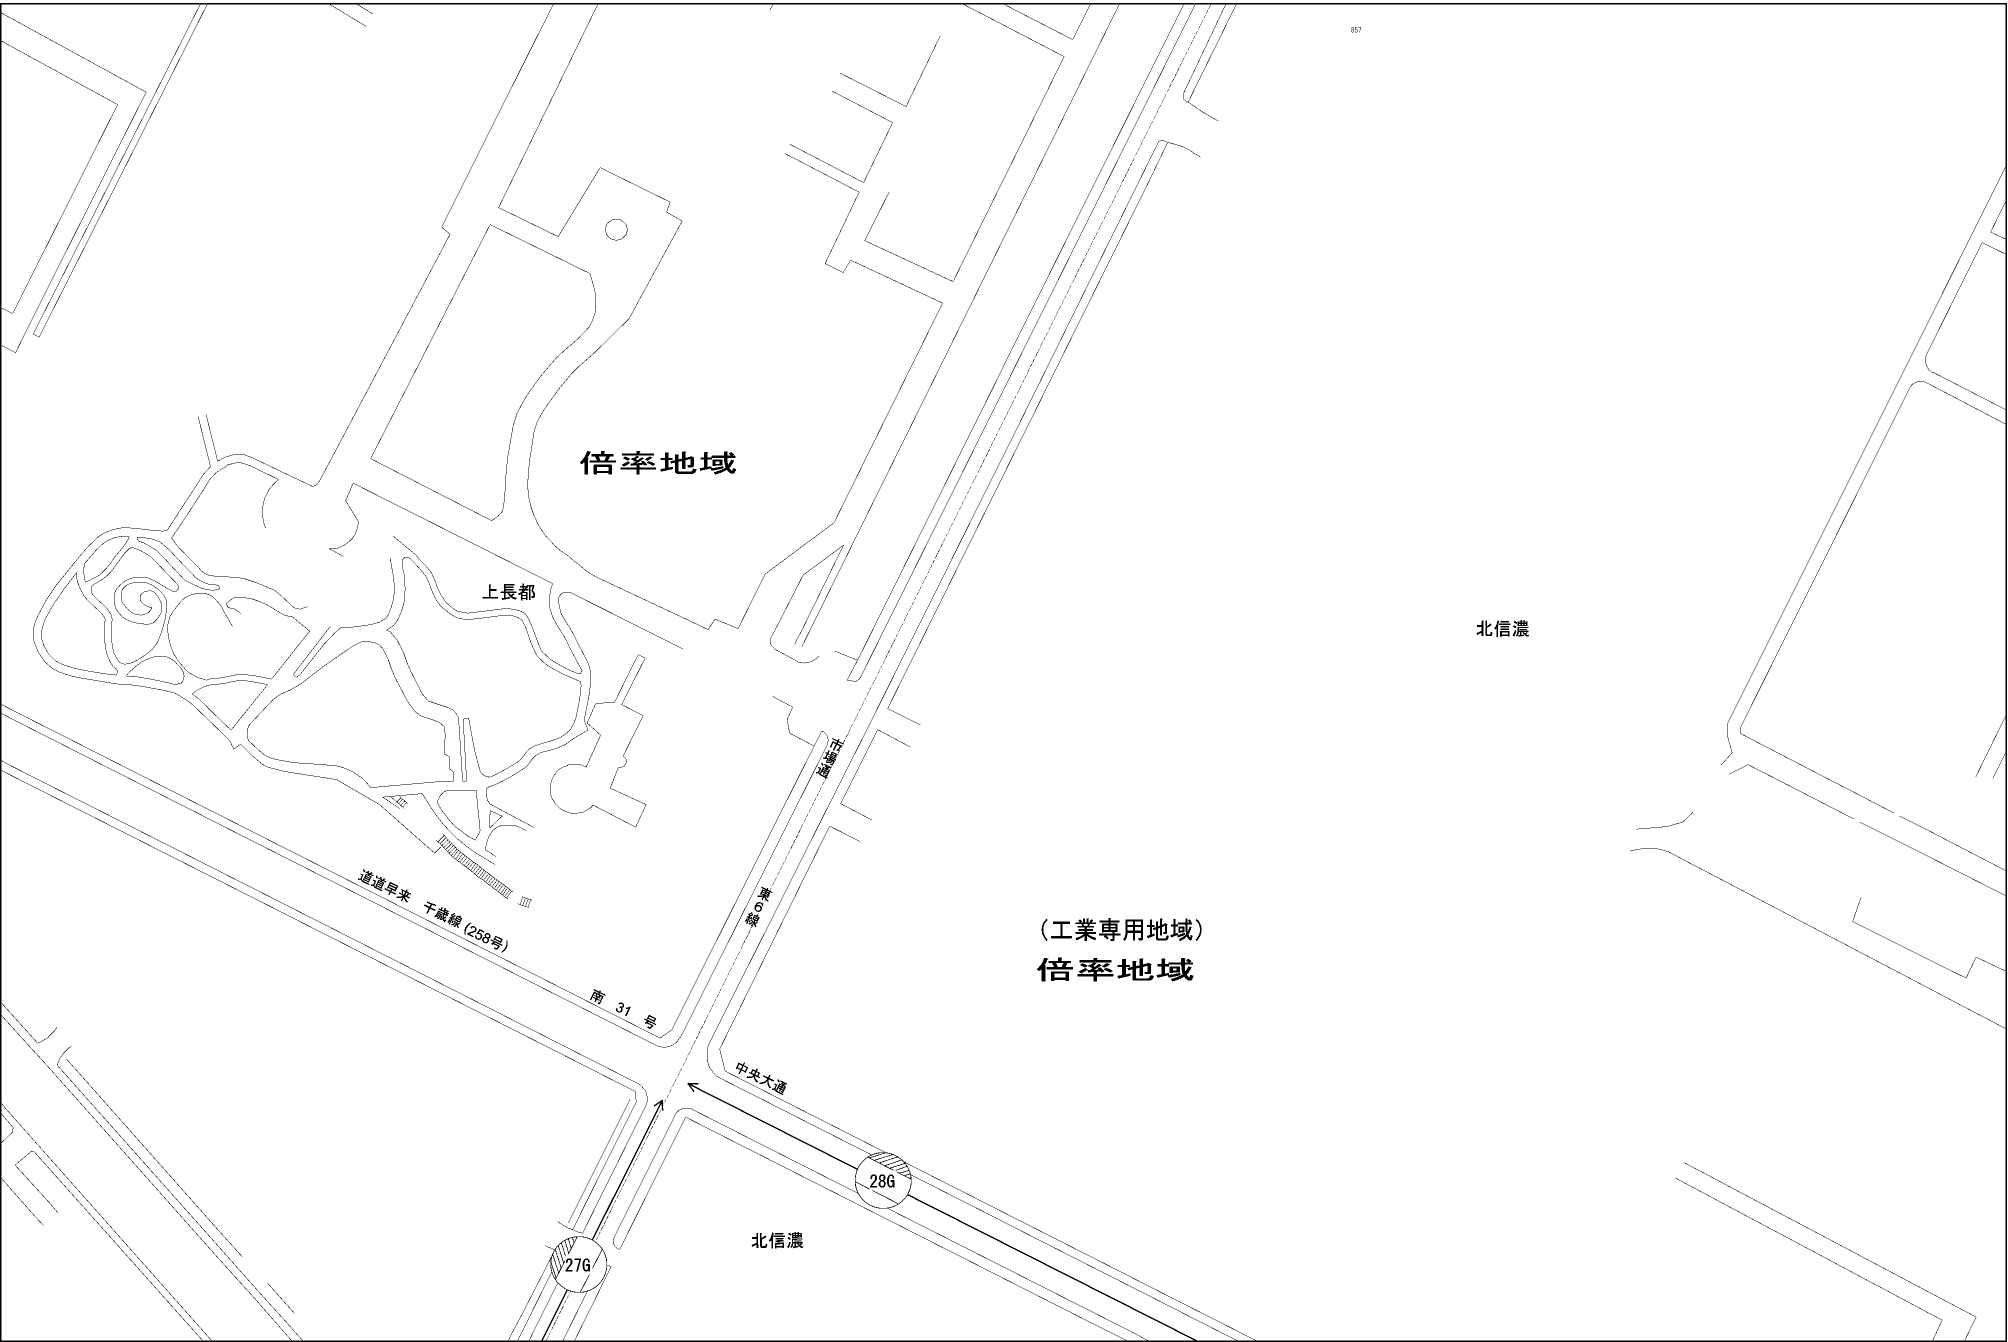 857
倍率地域
上長都
北信濃
市場通
東6線
道道早来　千歳線(258号)
（工業専用地域）
倍率地域
南　31　号
中央大通
28G
北信濃
27G